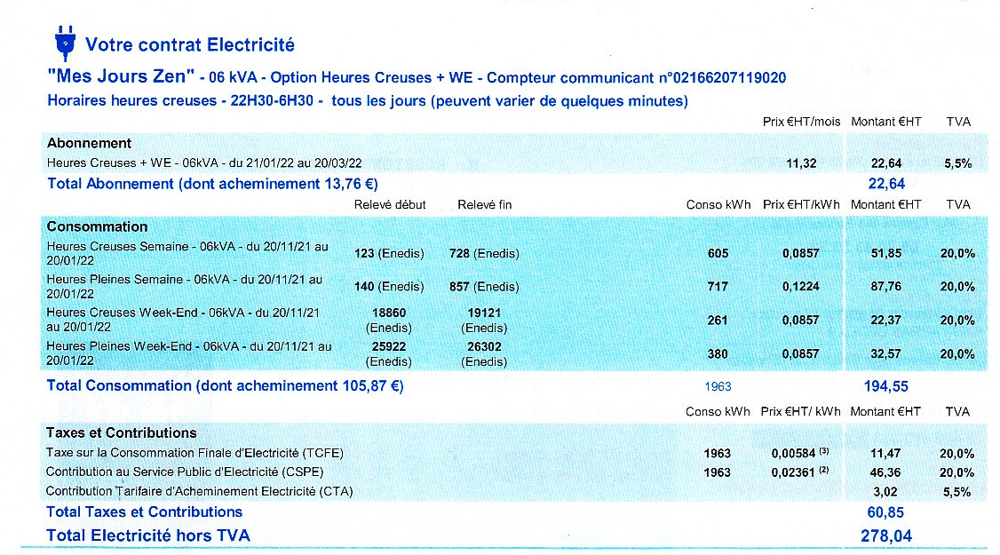 Votre contrat Electricité
"Mes Jours Zen" - 06 kVA - Option Heures Creuses + WE - Compteur communicant n°02166207119020
Horaires heures creuses - 22H30-6H30 - tous les jours (peuvent varier de quelques minutes)
Prix €HT/mois Montant €HT TVA
Abonnement
Heures Creuses + WE - 06kVA - du 21/01/22 au 20/03/22 11,32 22,64 5,5%
Total Abonnement (dont acheminement 13,76 €) 22,64
Relevé début Relevé fin Conso kWh Prix €HT/kWh Montant €HT TVA
Consommation
Heures Creuses Semaine - 06kVA - du 20/11/21 au
20/01/22
123 (Enedis) 728 (Enedis) 605 0,0857 51,85 20,0%
Heures Pleines Semaine - 06kVA - du 20/11/21 au
20/01/22
140 (Enedis) 857 (Enedis) 717 0,1224 87,76 20,0%
Heures Creuses Week-End - 06kVA - du 20/11/21
au 20/01/22
18860 19121
(Enedis) (Enedis)
261 0,0857 22,37 20,0%
Heures Pleines Week-End - 06kVA - du 20/11/21 au
20/01/22
25922 26302
(Enedis) (Enedis)
380 0,0857 32,57 20,0%
Total Consommation (dont acheminement 105,87 €) 1963 194,55
Conso kWh Prix €HT/ kWh Montant €HT TVA
Taxes et Contributions
Taxe sur la Consommation Finale d'Electricité (TCFE) 1963 0,00584 (3) 11,47 20,0%
Contribution au Service Public d'Electricité (CSPE) 1963 0,02361 (2) 46,36 20,0%
Contribution Tarifaire d'Acheminement Electricité (CTA) 3,02 5,5%
Total Taxes et Contributions 60,85
Total Electricité hors TVA 278,04